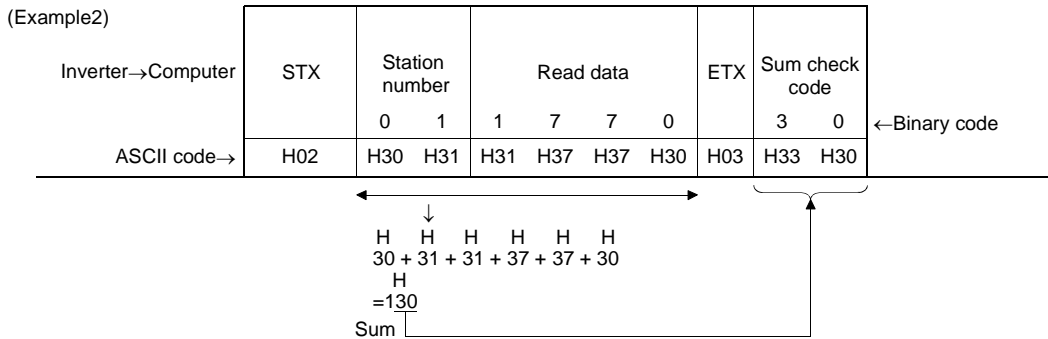 (Example2)
Inverter→Computer STX Station number Read data ETX Sum check code
0 1 1 7 7 0 3 0 ←Binary code
ASCII code→ H02 H30 H31 H31 H37 H37 H30 H03 H33 H30
↓
H H H H H H
30 + 31 + 31 + 37 + 37 + 30
H
=130
Sum